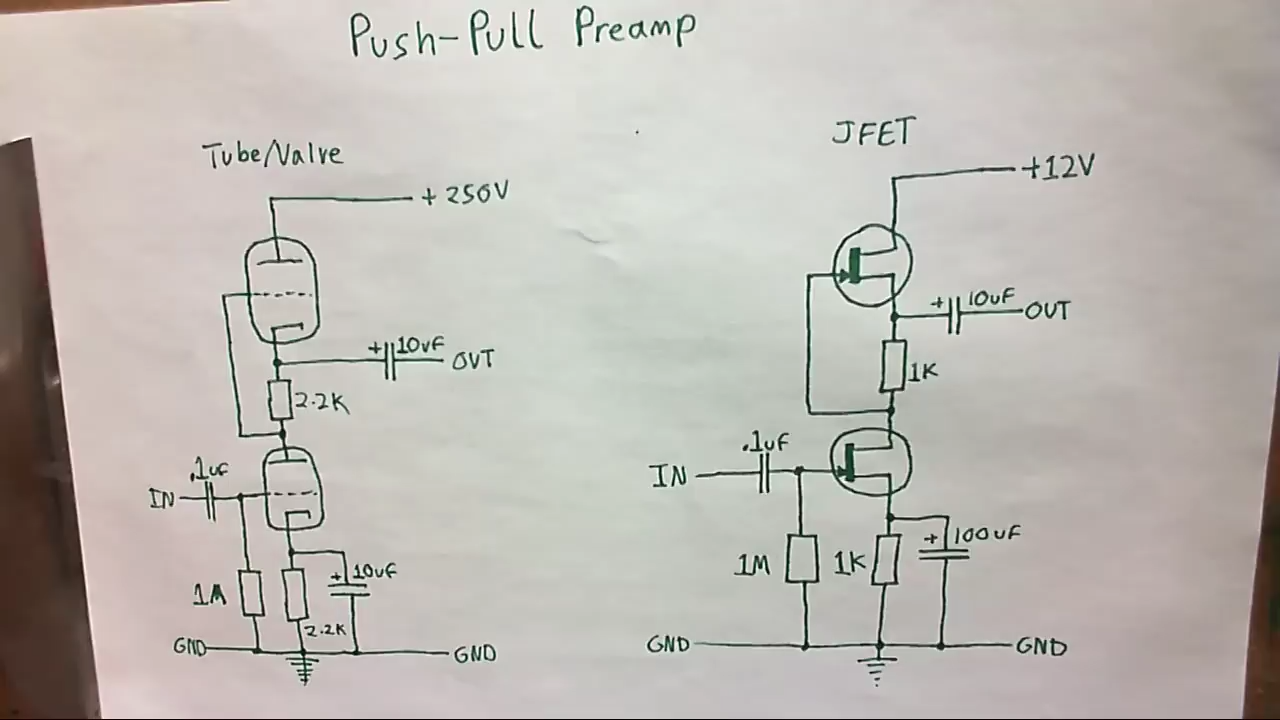 Push-Pull Preamp
Tube/Valve
+250V
10uF
+
OUT
2.2K
.1uF
IN
+
10uF
1M
2.2K
GND
GND
JFET
+12V
+
10uF
OUT
1K
.1uF
IN
+
100uF
1M
1K
GND
GND